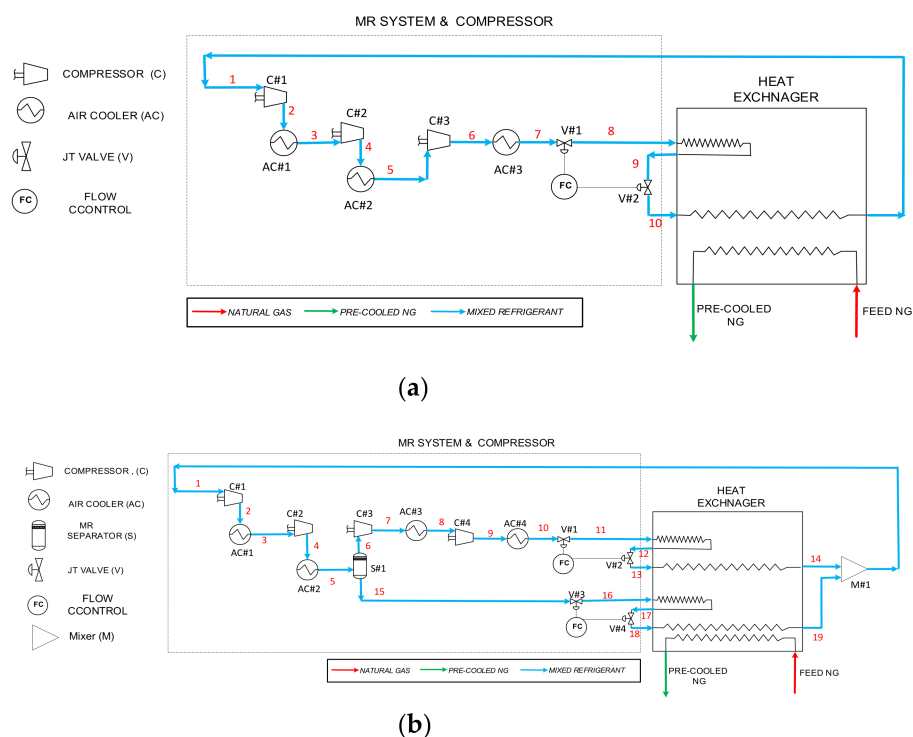 MR SYSTEM & COMPRESSOR
COMPRESSOR (C)
AIR COOLER (AC)
JT VALVE (V)
FC
FLOW
CCONTROL
1
C#1
2
AC#1
3
C#2
4
AC#2
5
C#3
6
AC#3
7
V#1
8
FC
9
V#2
10
HEAT
EXCHNAGER
PRE-COOLED
NG
FEED NG
NATURAL GAS
PRE-COOLED NG
MIXED REFRIGERANT
(a)
MR SYSTEM & COMPRESSOR
COMPRESSOR , (C)
AIR COOLER (AC)
MR
SEPARATOR (S)
JT VALVE (V)
FC
FLOW
CCONTROL
Mixer (M)
1
C#1
2
AC#1
3
C#2
4
AC#2
5
S#1
6
C#3
7
AC#3
8
C#4
9
AC#4
10
V#1
11
FC
12
V#2
13
14
15
V#3
16
FC
17
V#4
18
19
M#1
HEAT
EXCHNAGER
PRE-COOLED
NG
FEED NG
NATURAL GAS
PRE-COOLED NG
MIXED REFRIGERANT
(b)